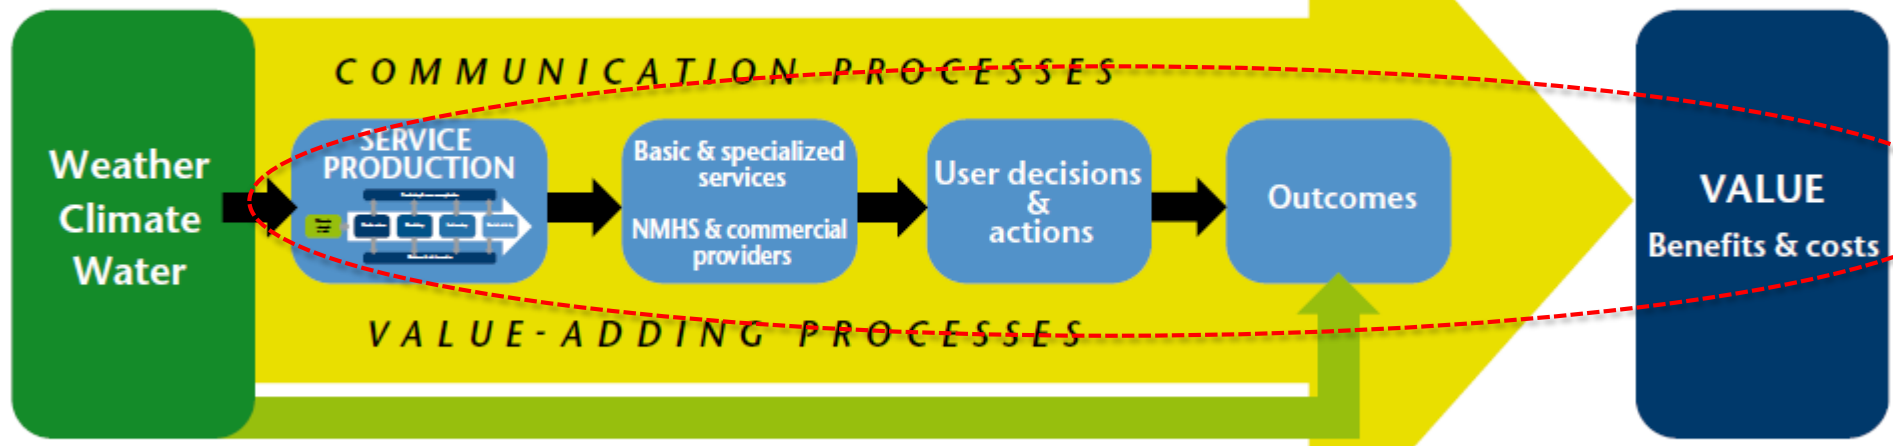 COMMUNICATION PROCESSES
Weather
Climate
Water
SERVICE
PRODUCTION
Basic & specialized
services
NMHS & commercial
providers
User decisions
&
actions
Outcomes
VALUE
Benefits & costs
VALUE-ADDING PROCESSES